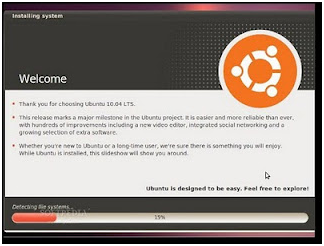 Installing system
Welcome
Thank you for choosing Ubuntu 10.04 LTS.
This release marks a major milestone in the Ubuntu project. It is easier and more reliable than ever,
with hundreds of improvements including a new video editor, integrated social networking and a
growing selection of extra software.
Whether you're new to Ubuntu or a long-time user, we're sure there is something you will enjoy.
While Ubuntu is installed, this slideshow will show you around.
Ubuntu is designed to be easy. Feel free to explore!
Detecting file systems...
SOFTPEDIA
15%